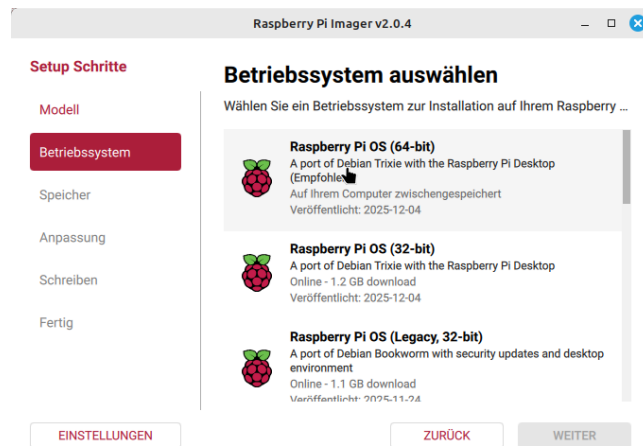 Raspberry Pi Imager v2.0.4
Setup Schritte
Modell
Betriebssystem
Speicher
Anpassung
Schreiben
Fertig
EINSTELLUNGEN
Betriebssystem auswählen
Wählen Sie ein Betriebssystem zur Installation auf Ihrem Raspberry ...
Raspberry Pi OS (64-bit)
A port of Debian Trixie with the Raspberry Pi Desktop
Auf Ihrem Computer zwischengespeichert
Veröffentlicht: 2025-12-04
Raspberry Pi OS (32-bit)
A port of Debian Trixie with the Raspberry Pi Desktop
Online - 1.2 GB download
Veröffentlicht: 2025-12-04
Raspberry Pi OS (Legacy, 32-bit)
A port of Debian Bookworm with security updates and desktop
environment
Online - 1.1 GB download
Veröffentlicht: 2025-11-24
ZURÜCK
WEITER